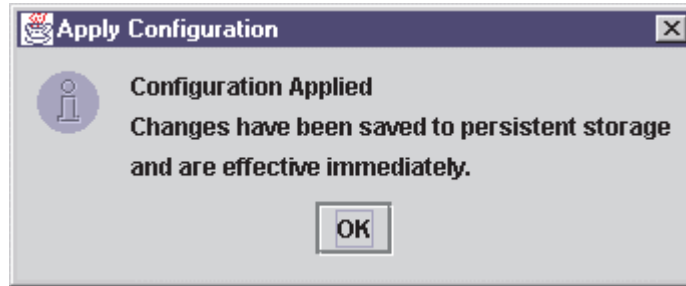 Apply Configuration
Configuration Applied
Changes have been saved to persistent storage
and are effective immediately.
OK